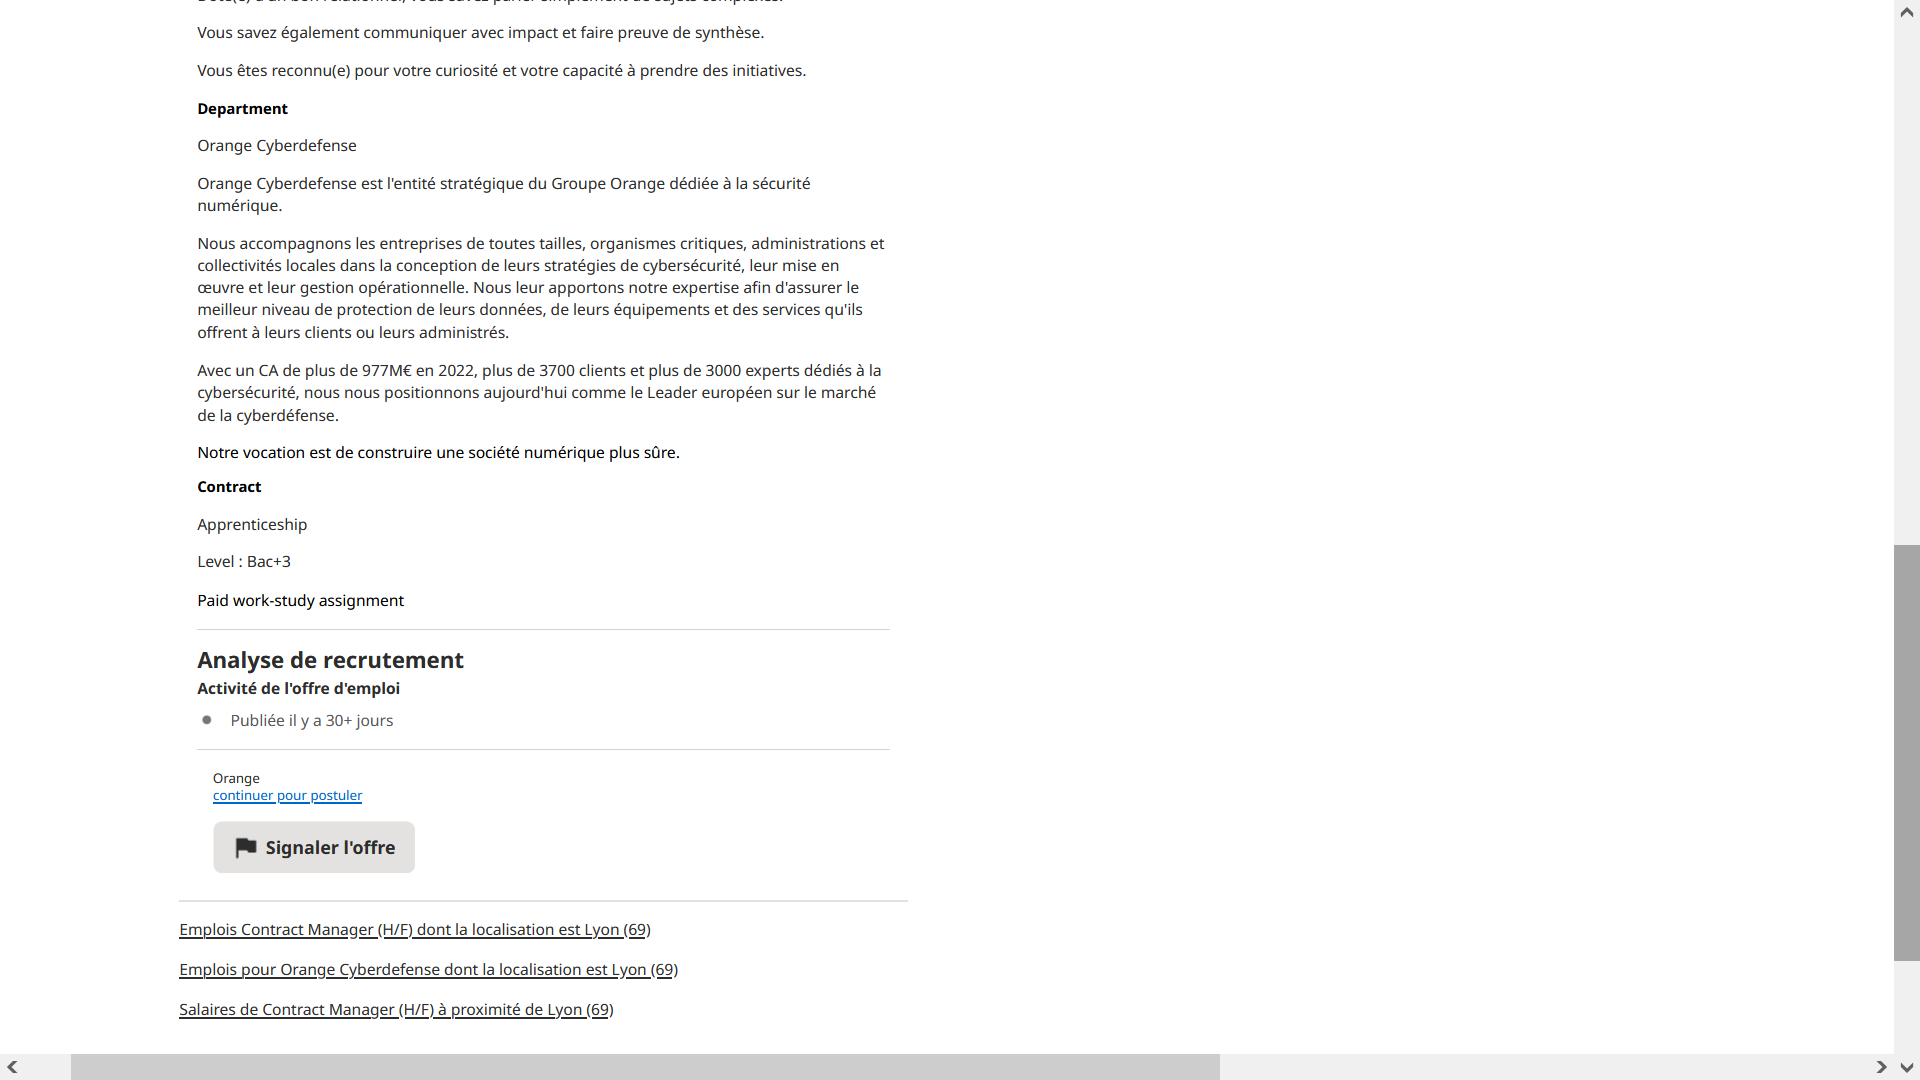 Vous savez également communiquer avec impact et faire preuve de synthèse.
Vous êtes reconnu(e) pour votre curiosité et votre capacité à prendre des initiatives.
Department
Orange Cyberdefense
Orange Cyberdefense est l'entité stratégique du Groupe Orange dédiée à la sécurité
numérique.
Nous accompagnons les entreprises de toutes tailles, organismes critiques, administrations et
collectivités locales dans la conception de leurs stratégies de cybersécurité, leur mise en
œuvre et leur gestion opérationnelle. Nous leur apportons notre expertise afin d'assurer le
meilleur niveau de protection de leurs données, de leurs équipements et des services qu'ils
offrent à leurs clients ou leurs administrés.
Avec un CA de plus de 977M€ en 2022, plus de 3700 clients et plus de 3000 experts dédiés à la
cybersécurité, nous nous positionnons aujourd'hui comme le Leader européen sur le marché
de la cyberdéfense.
Notre vocation est de construire une société numérique plus sûre.
Contract
Apprenticeship
Level : Bac+3
Paid work-study assignment
Analyse de recrutement
Activité de l'offre d'emploi
Publiée il y a 30+ jours
Orange
continuer pour postuler
Signaler l'offre
Emplois Contract Manager (H/F) dont la localisation est Lyon (69)
Emplois pour Orange Cyberdefense dont la localisation est Lyon (69)
Salaires de Contract Manager (H/F) à proximité de Lyon (69)